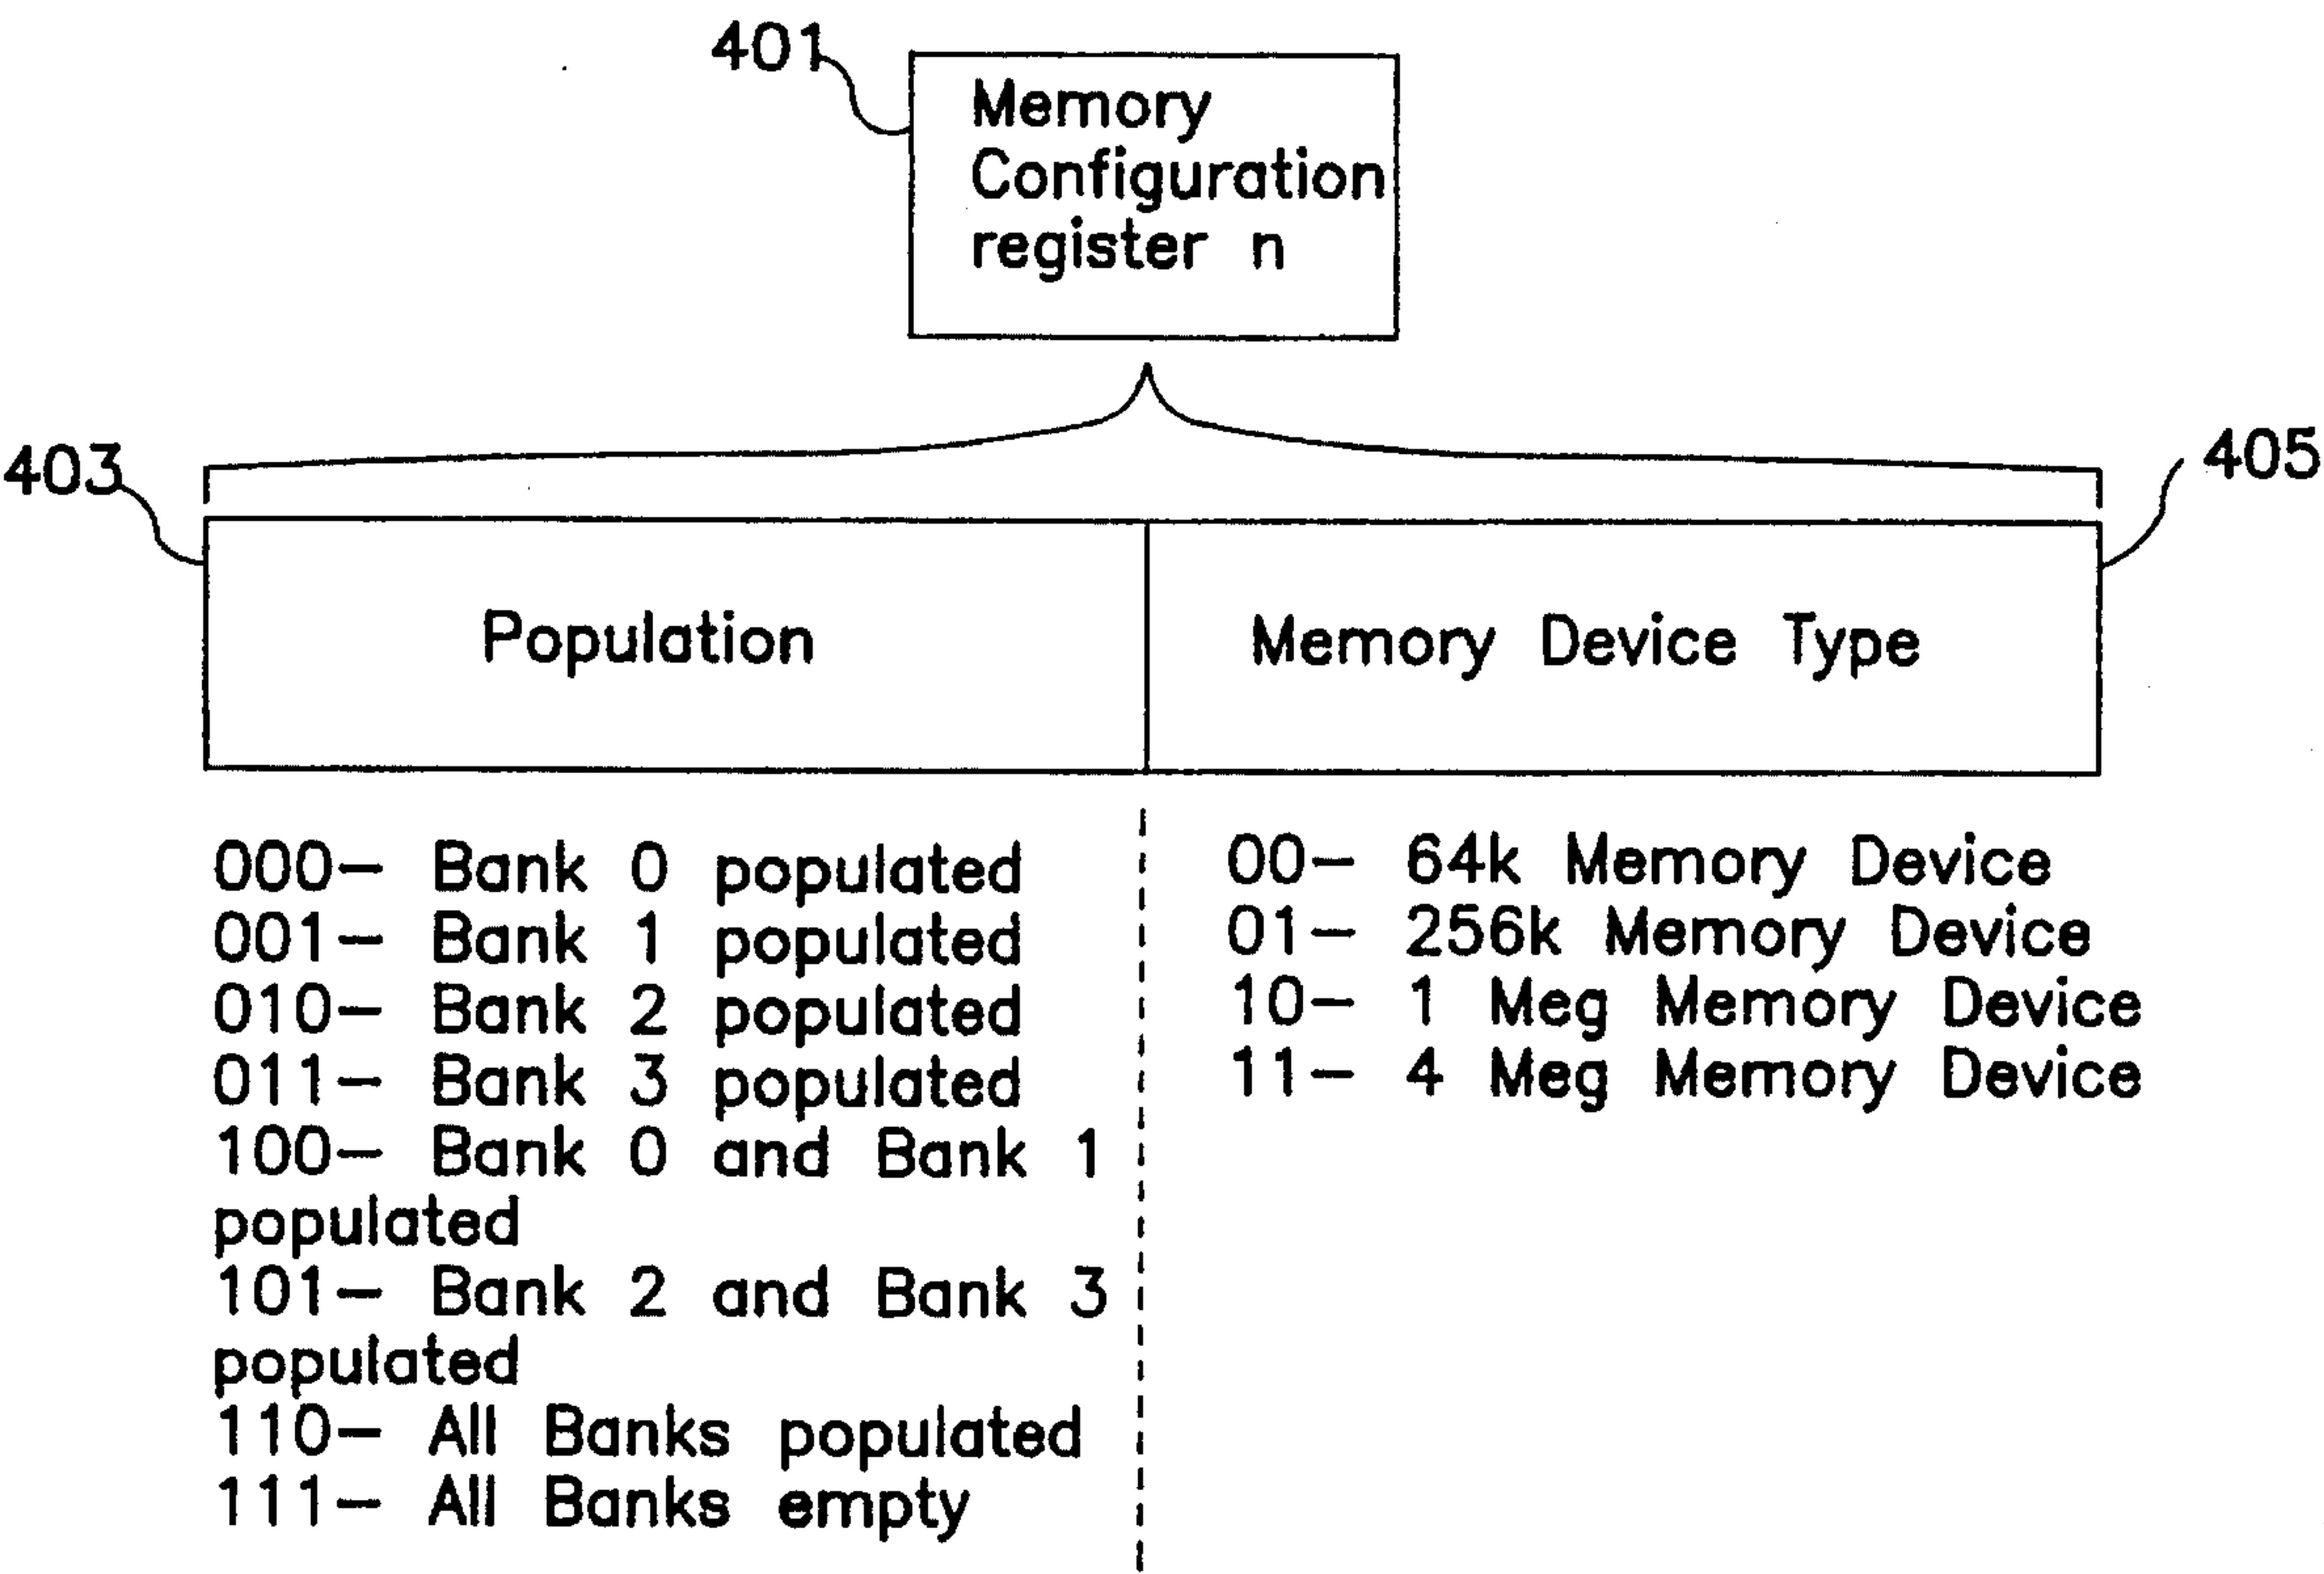 401
Memory
Configuration
register n
403
405
Population
Memory Device Type
000- Bank 0 populated
001- Bank 1 populated
010- Bank 2 populated
011- Bank 3 populated
100- Bank 0 and Bank 1
populated
101- Bank 2 and Bank 3
populated
110- All Banks populated
111- All Banks empty
00- 64k Memory Device
01- 256k Memory Device
10- 1 Meg Memory Device
11- 4 Meg Memory Device